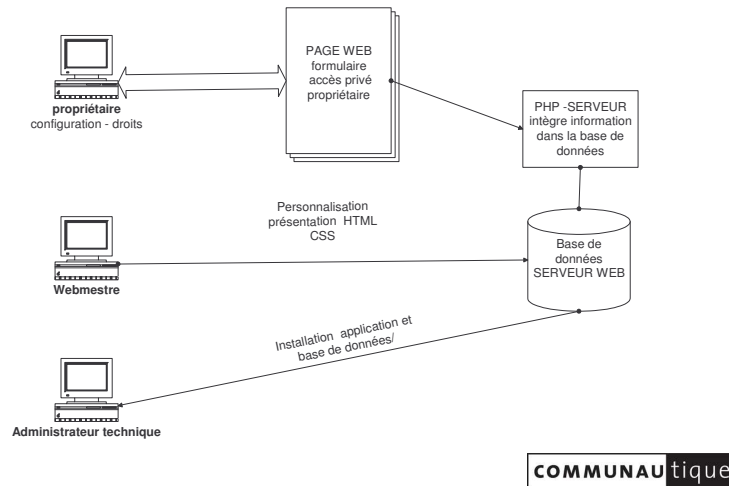 PAGE WEB
formulaire
accès privé
propriétaire
propriétaire
configuration - droits
PHP -SERVEUR
intègre information
dans la base de
données
Personnalisation
présentation HTML
CSS
Base de
données
SERVEUR WEB
Webmestre
Installation application et
base de données/
Administrateur technique
COMMUNAUtique